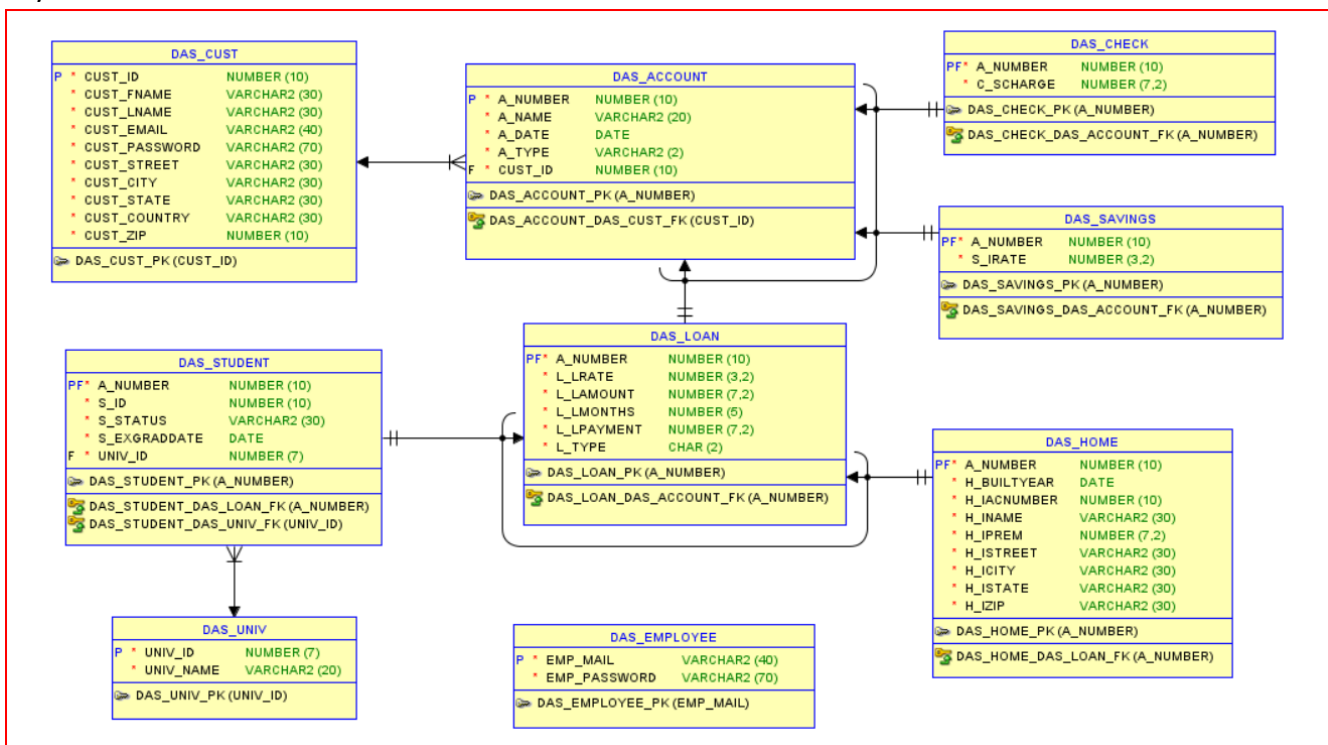 DAS_CUST
P * CUST_ID NUMBER (10)
* CUST_FNAME VARCHAR2 (30)
* CUST_LNAME VARCHAR2 (30)
* CUST_EMAIL VARCHAR2 (40)
* CUST_PASSWORD VARCHAR2 (70)
* CUST_STREET VARCHAR2 (30)
* CUST_CITY VARCHAR2 (30)
* CUST_STATE VARCHAR2 (30)
* CUST_COUNTRY VARCHAR2 (30)
* CUST_ZIP NUMBER (10)
DAS_CUST_PK (CUST_ID)
DAS_ACCOUNT
P * A_NUMBER NUMBER (10)
* A_NAME VARCHAR2 (20)
* A_DATE DATE
* A_TYPE VARCHAR2 (2)
F * CUST_ID NUMBER (10)
DAS_ACCOUNT_PK (A_NUMBER)
DAS_ACCOUNT_DAS_CUST_FK (CUST_ID)
DAS_CHECK
PF* A_NUMBER NUMBER (10)
* C_SCHARGE NUMBER (7,2)
DAS_CHECK_PK (A_NUMBER)
DAS_CHECK_DAS_ACCOUNT_FK (A_NUMBER)
DAS_SAVINGS
PF* A_NUMBER NUMBER (10)
* S_IRATE NUMBER (3,2)
DAS_SAVINGS_PK (A_NUMBER)
DAS_SAVINGS_DAS_ACCOUNT_FK (A_NUMBER)
DAS_STUDENT
PF* A_NUMBER NUMBER (10)
* S_ID NUMBER (10)
* S_STATUS VARCHAR2 (30)
* S_EXGRADDATE DATE
F * UNIV_ID NUMBER (7)
DAS_STUDENT_PK (A_NUMBER)
DAS_STUDENT_DAS_LOAN_FK (A_NUMBER)
DAS_STUDENT_DAS_UNIV_FK (UNIV_ID)
DAS_LOAN
PF* A_NUMBER NUMBER (10)
* L_LRATE NUMBER (3,2)
* L_LAMOUNT NUMBER (7,2)
* L_LMONTHS NUMBER (5)
* L_LPAYMENT NUMBER (7,2)
* L_TYPE CHAR (2)
DAS_LOAN_PK (A_NUMBER)
DAS_LOAN_DAS_ACCOUNT_FK (A_NUMBER)
DAS_HOME
PF* A_NUMBER NUMBER (10)
* H_BUILTYEAR DATE
* H_IACNUMBER NUMBER (10)
* H_INAME VARCHAR2 (30)
* H_IPREM NUMBER (7,2)
* H_ISTREET VARCHAR2 (30)
* H_ICITY VARCHAR2 (30)
* H_ISTATE VARCHAR2 (30)
* H_IZIP VARCHAR2 (30)
DAS_HOME_PK (A_NUMBER)
DAS_HOME_DAS_LOAN_FK (A_NUMBER)
DAS_UNIV
P * UNIV_ID NUMBER (7)
* UNIV_NAME VARCHAR2 (20)
DAS_UNIV_PK (UNIV_ID)
DAS_EMPLOYEE
P * EMP_MAIL VARCHAR2 (40)
* EMP_PASSWORD VARCHAR2 (70)
DAS_EMPLOYEE_PK (EMP_MAIL)